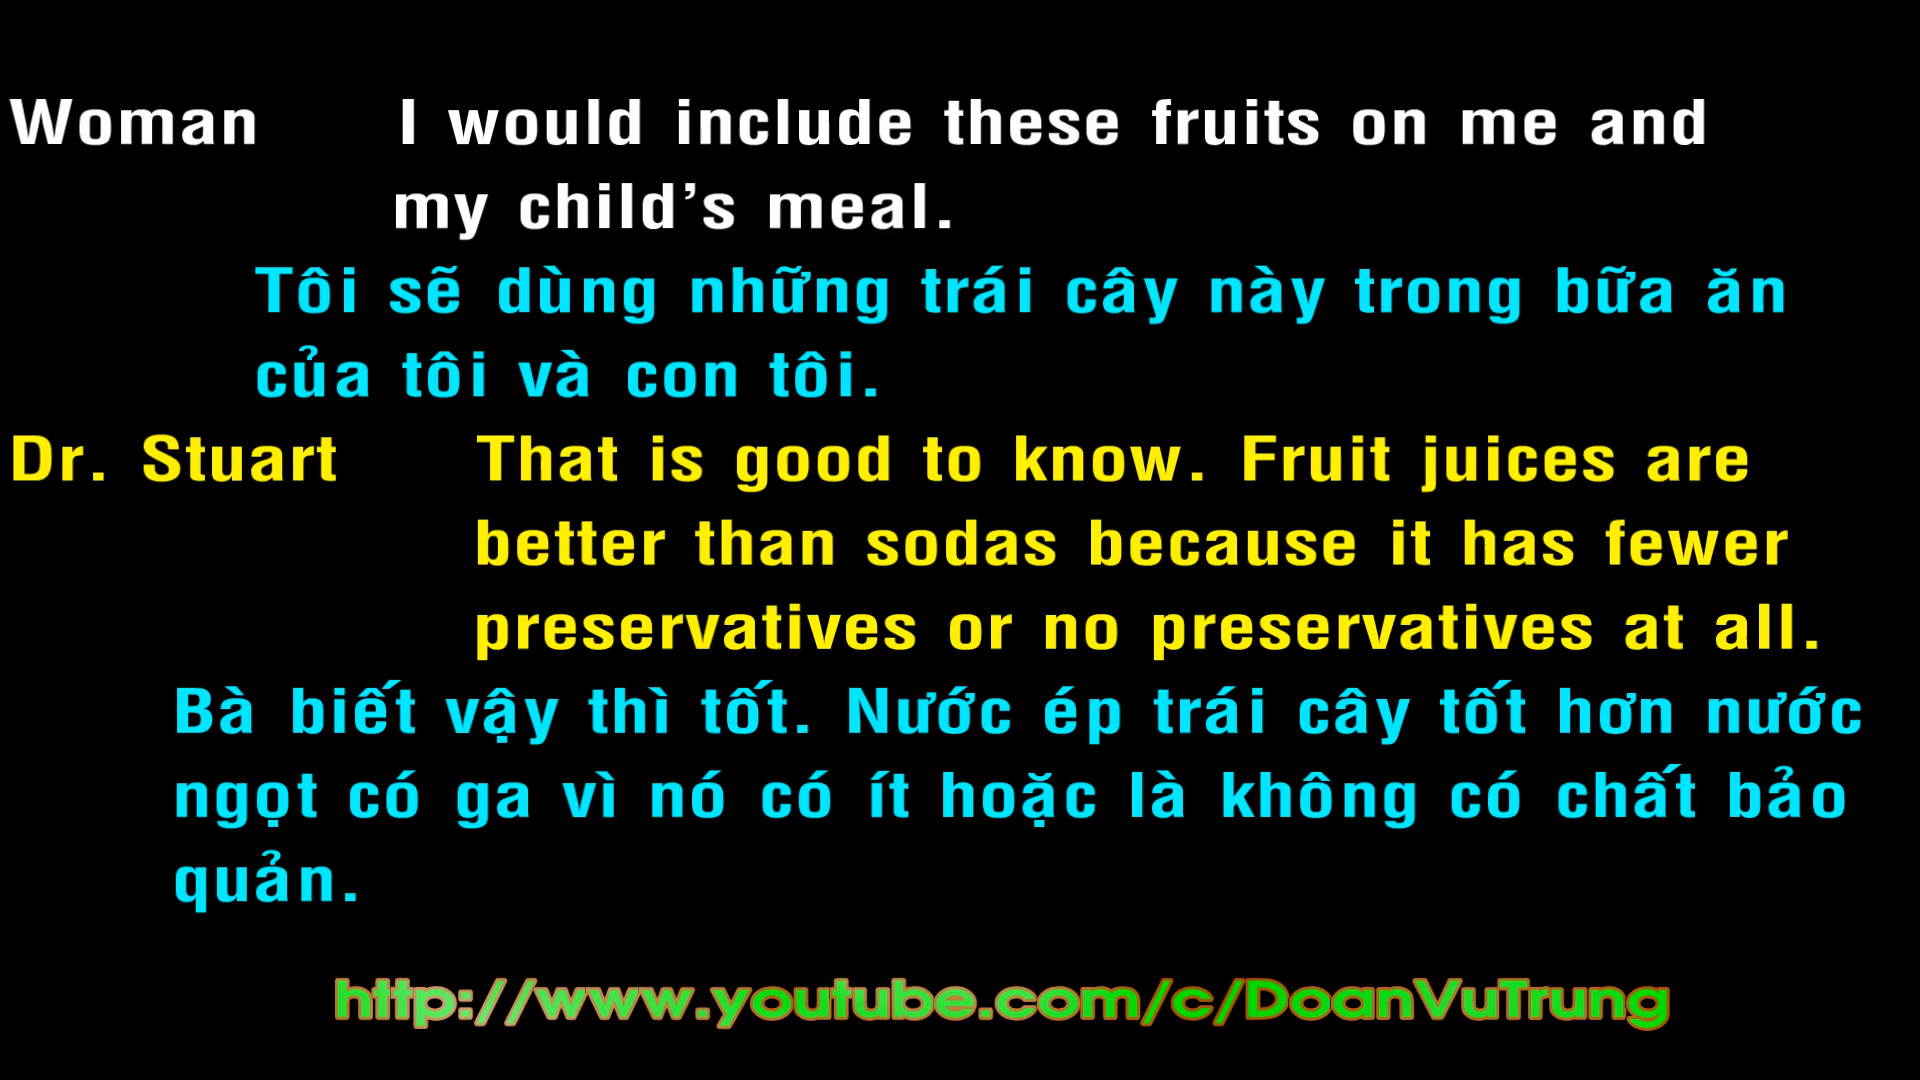 Woman I would include these fruits on me and
my child’s meal.
Tôi sẽ dùng những trái cây này trong bữa ăn
của tôi và con tôi.
Dr. Stuart That is good to know. Fruit juices are
better than sodas because it has fewer
preservatives or no preservatives at all.
Bà biết vậy thì tốt. Nước ép trái cây tốt hơn nước
ngọt có ga vì nó có ít hoặc là không có chất bảo
quản.
http://www.youtube.com/c/DoanVuTrung